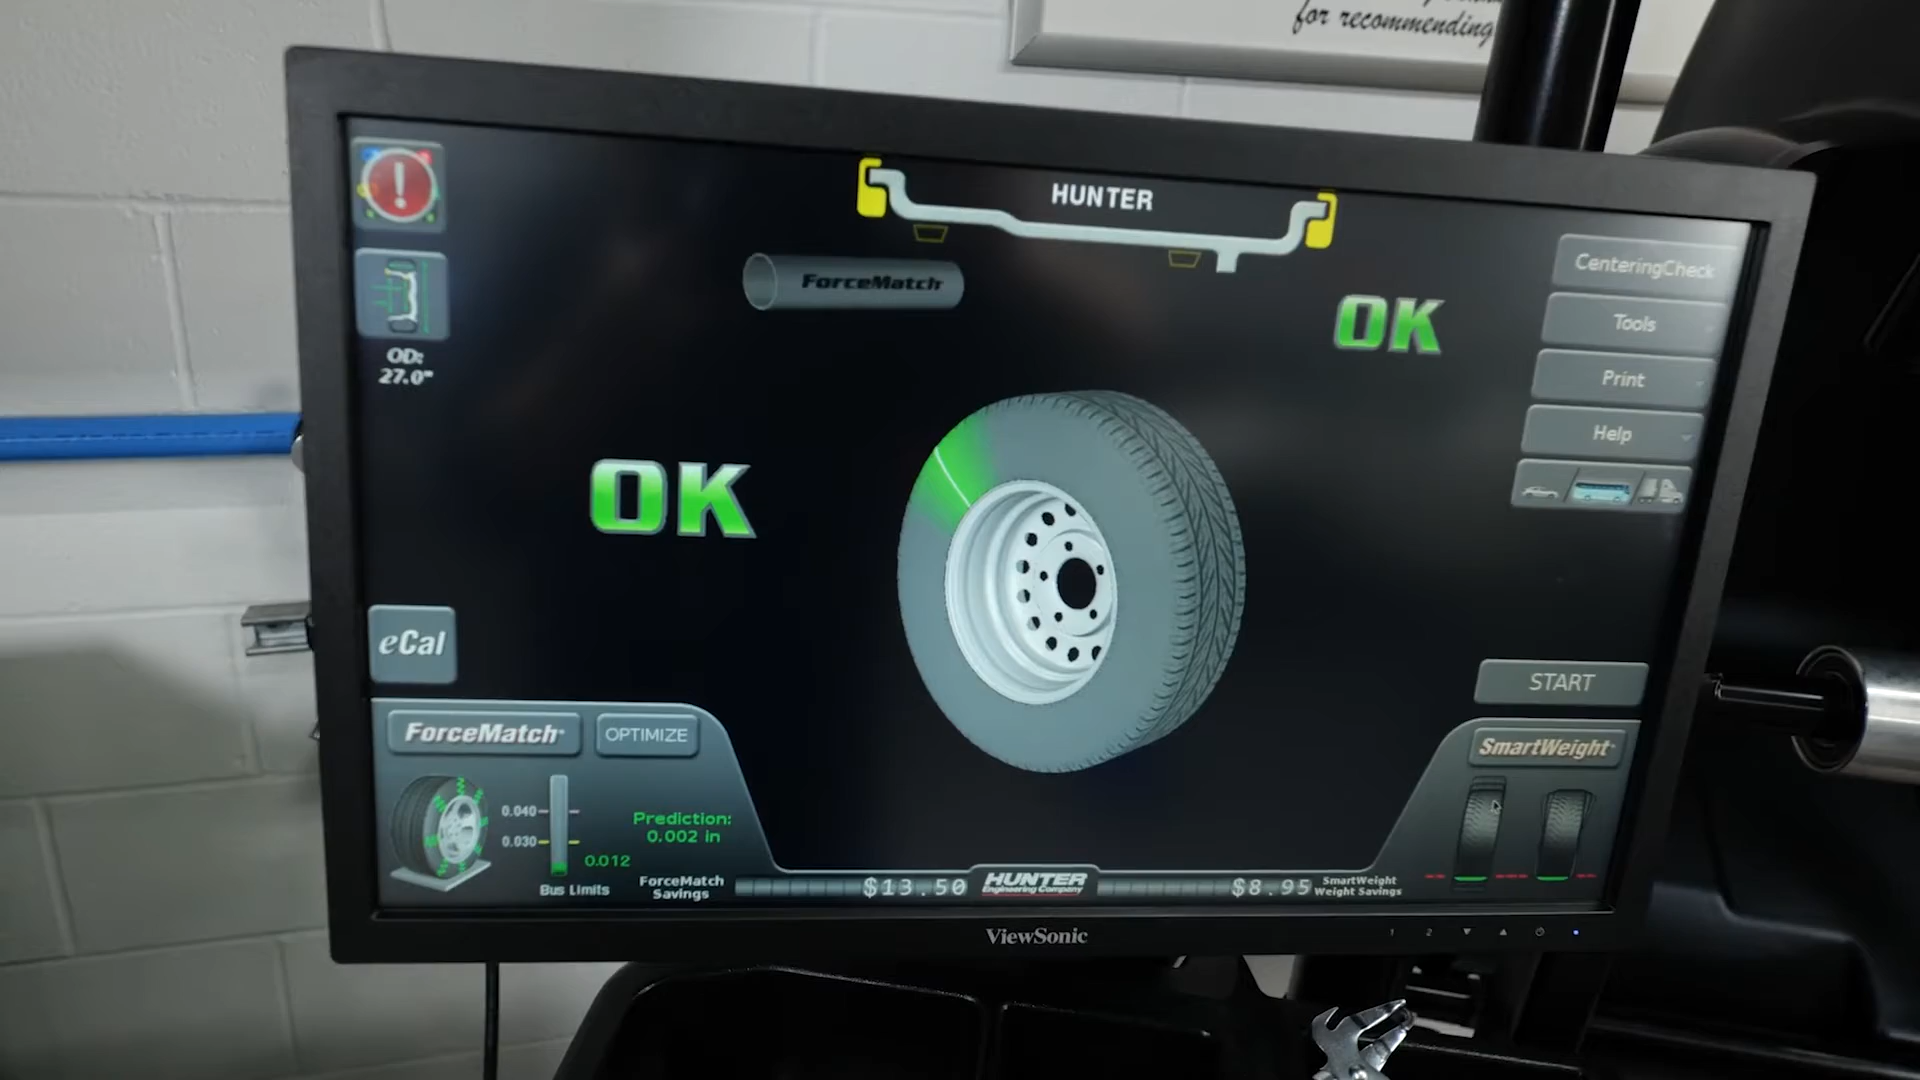 for recommending
HUNTER
ForceMatch
OK
OK
OD:
27.0"
CenteringCheck
Tools
Print
Help
eCal
START
ForceMatch
OPTIMIZE
SmartWeight
0.040
0.030
0.012
Bus Limits
Prediction:
0.002 in
ForceMatch
Savings
$13.50
HUNTER
Engineering Company
$8.95
SmartWeight
Weight Savings
ViewSonic
1 2